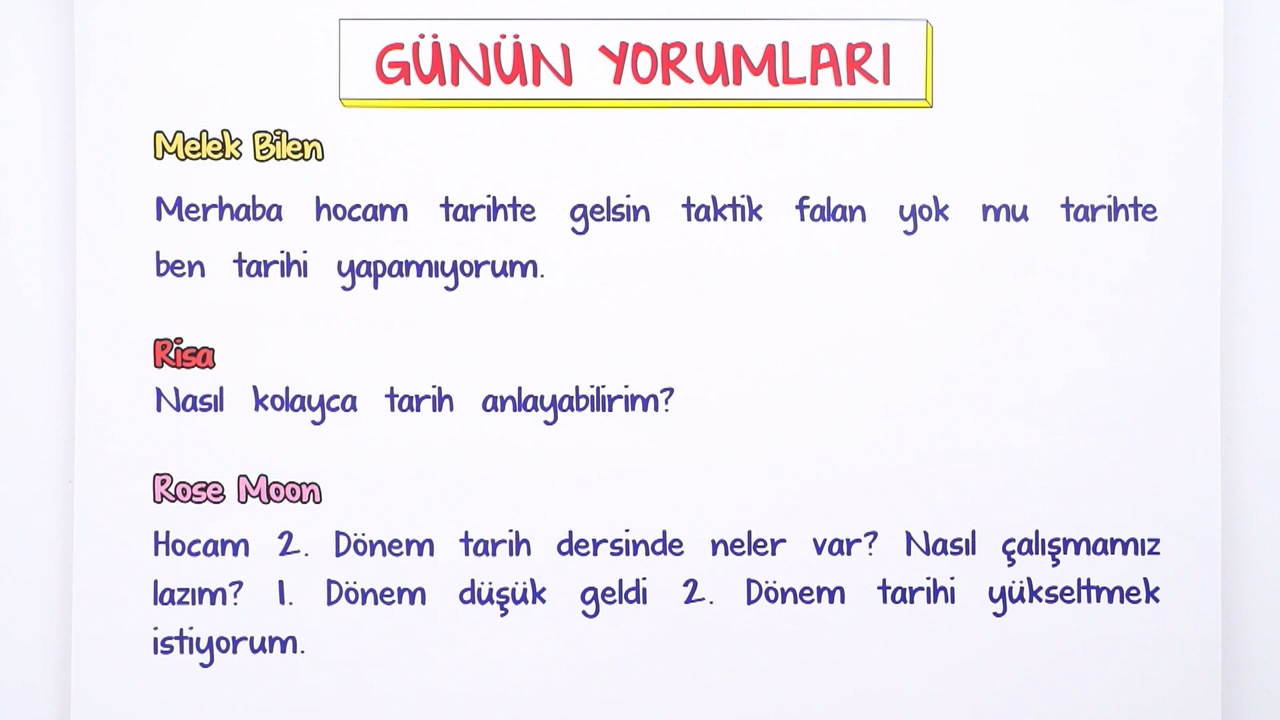 GÜNÜN YORUMLARI
Melek Bilen
Merhaba hocam tarihte gelsin taktik falan yok mu tarihte
ben tarihi yapamıyorum.
Risa
Nasıl kolayca tarih anlayabilirim?
Rose Moon
Hocam 2. Dönem tarih dersinde neler var? Nasıl çalışmamız
lazım? 1. Dönem düşük geldi 2. Dönem tarihi yükseltmek
istiyorum.